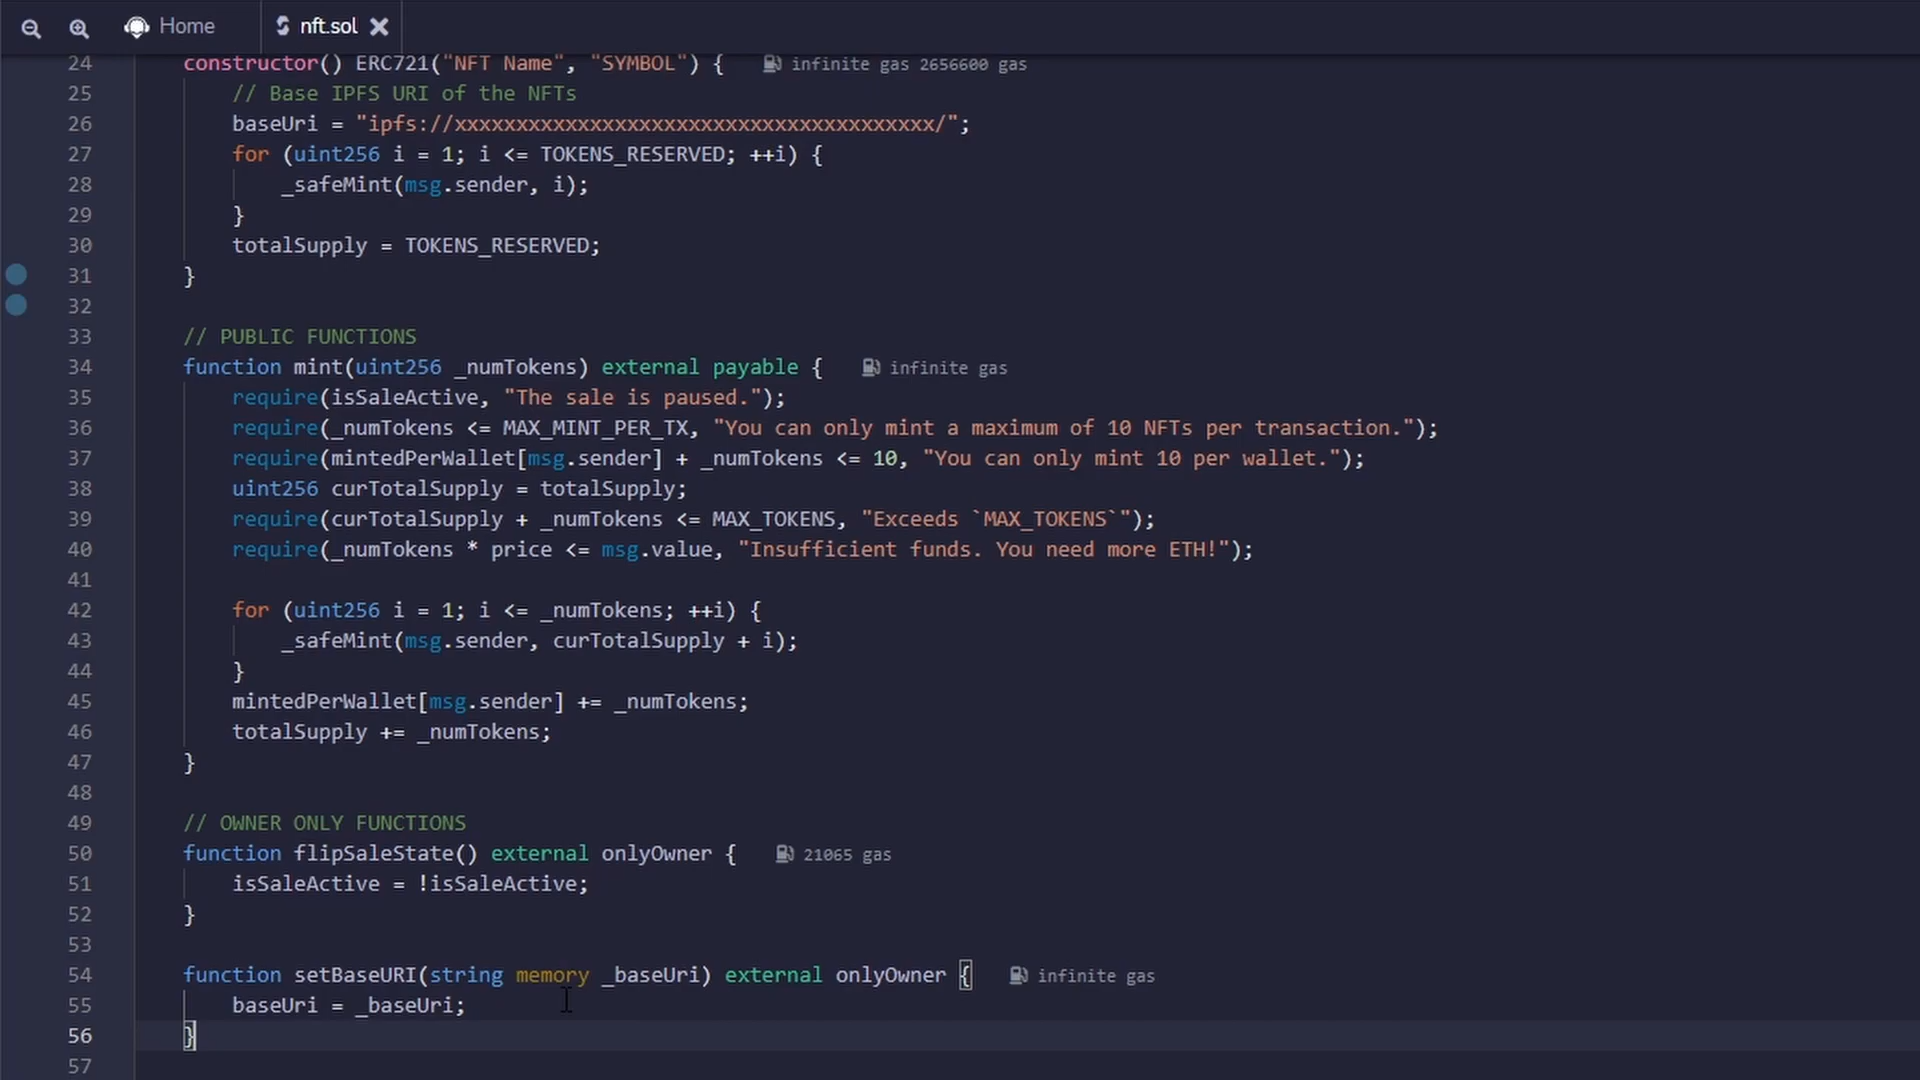 Home nft.sol
24 constructor() ERC721("NFT Name", "SYMBOL") { infinite gas 2656600 gas
25 // Base IPFS URI of the NFTs
26 baseUri = "ipfs://xxxxxxxxxxxxxxxxxxxxxxxxxxxxxxxxxxxxxxx/";
27 for (uint256 i = 1; i <= TOKENS_RESERVED; ++i) {
28 _safeMint(msg.sender, i);
29 }
30 totalSupply = TOKENS_RESERVED;
31 }
32
33 // PUBLIC FUNCTIONS
34 function mint(uint256 _numTokens) external payable { infinite gas
35 require(isSaleActive, "The sale is paused.");
36 require(_numTokens <= MAX_MINT_PER_TX, "You can only mint a maximum of 10 NFTs per transaction.");
37 require(mintedPerWallet[msg.sender] + _numTokens <= 10, "You can only mint 10 per wallet.");
38 uint256 curTotalSupply = totalSupply;
39 require(curTotalSupply + _numTokens <= MAX_TOKENS, "Exceeds `MAX_TOKENS`");
40 require(_numTokens * price <= msg.value, "Insufficient funds. You need more ETH!");
41
42 for (uint256 i = 1; i <= _numTokens; ++i) {
43 _safeMint(msg.sender, curTotalSupply + i);
44 }
45 mintedPerWallet[msg.sender] += _numTokens;
46 totalSupply += _numTokens;
47 }
48
49 // OWNER ONLY FUNCTIONS
50 function flipSaleState() external onlyOwner { 21065 gas
51 isSaleActive = !isSaleActive;
52 }
53
54 function setBaseURI(string memory _baseUri) external onlyOwner { infinite gas
55 baseUri = _baseUri;
56 }
57